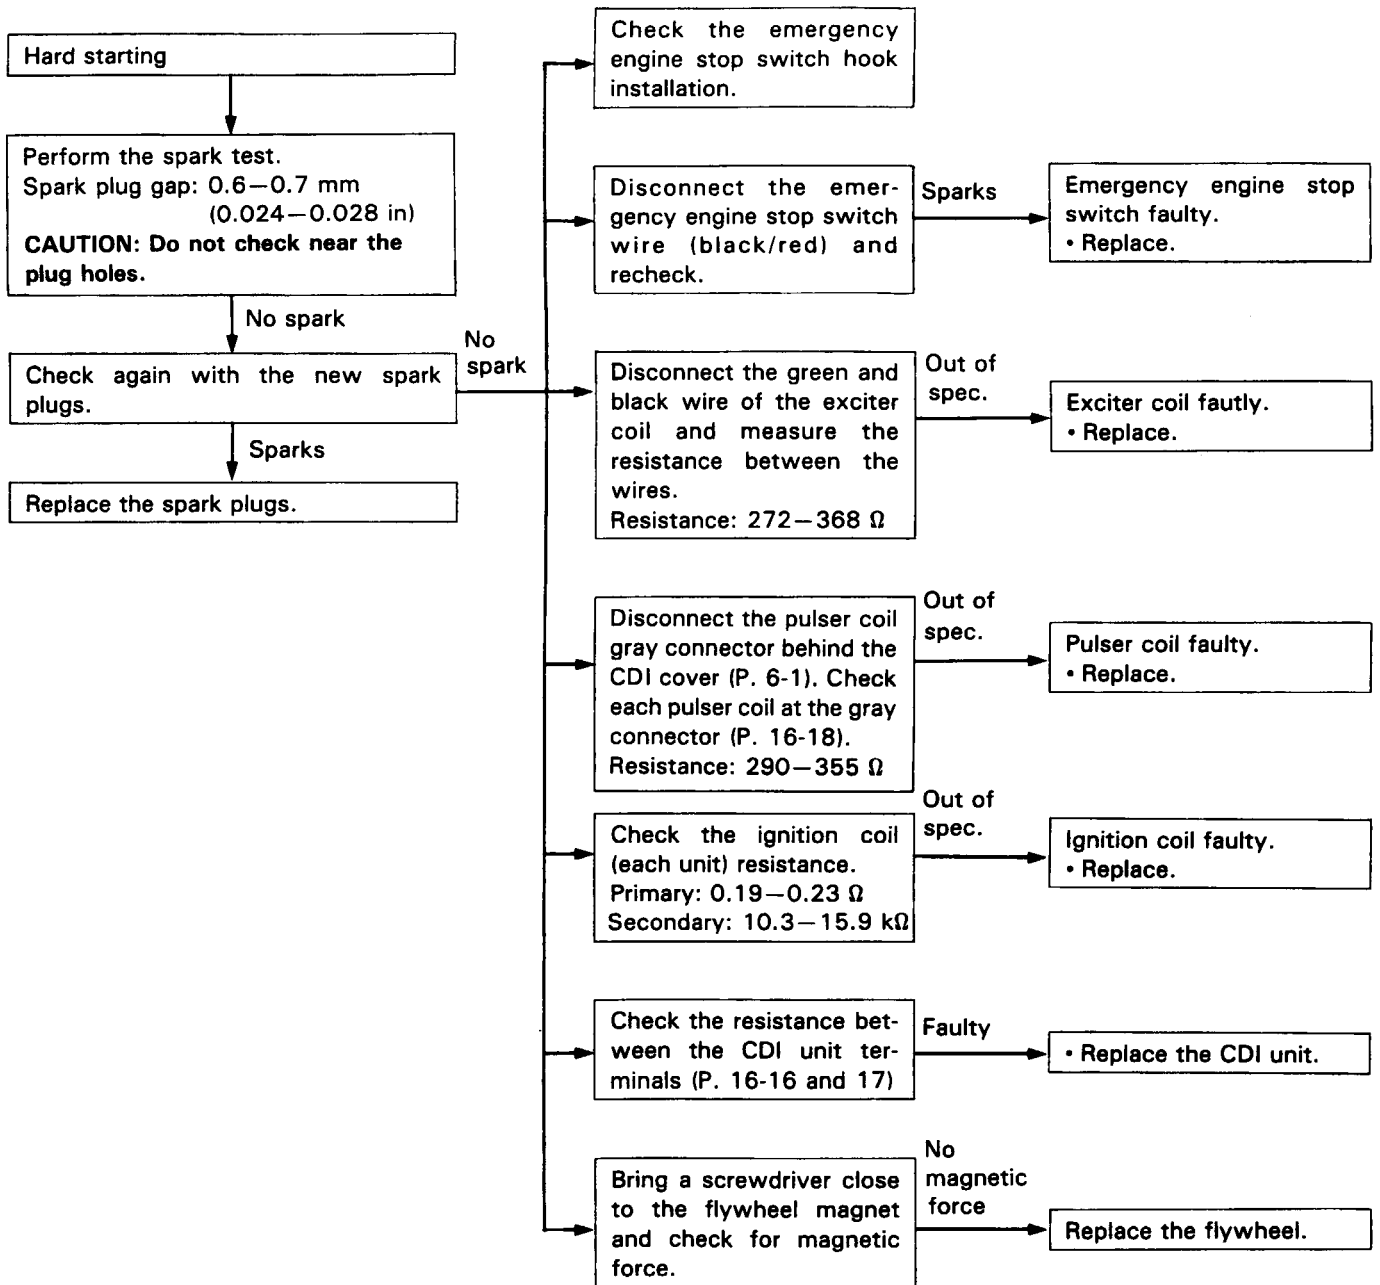 Hard starting
Perform the spark test.
Spark plug gap: 0.6—0.7 mm
(0.024—0.028 in)
CAUTION: Do not check near the
plug holes.
No spark
Check again with the new spark
plugs.
Sparks
Replace the spark plugs.
No
spark
Check the emergency
engine stop switch hook
installation.
Disconnect the emer-
gency engine stop switch
wire (black/red) and
recheck.
Sparks
Emergency engine stop
switch faulty.
• Replace.
Disconnect the green and
black wire of the exciter
coil and measure the
resistance between the
wires.
Resistance: 272—368 Ω
Out of
spec.
Exciter coil fautly.
• Replace.
Disconnect the pulser coil
gray connector behind the
CDI cover (P. 6-1). Check
each pulser coil at the gray
connector (P. 16-18).
Resistance: 290—355 Ω
Out of
spec.
Pulser coil faulty.
• Replace.
Check the ignition coil
(each unit) resistance.
Primary: 0.19—0.23 Ω
Secondary: 10.3—15.9 kΩ
Out of
spec.
Ignition coil faulty.
• Replace.
Check the resistance bet-
ween the CDI unit ter-
minals (P. 16-16 and 17)
Faulty
• Replace the CDI unit.
Bring a screwdriver close
to the flywheel magnet
and check for magnetic
force.
No
magnetic
force
Replace the flywheel.